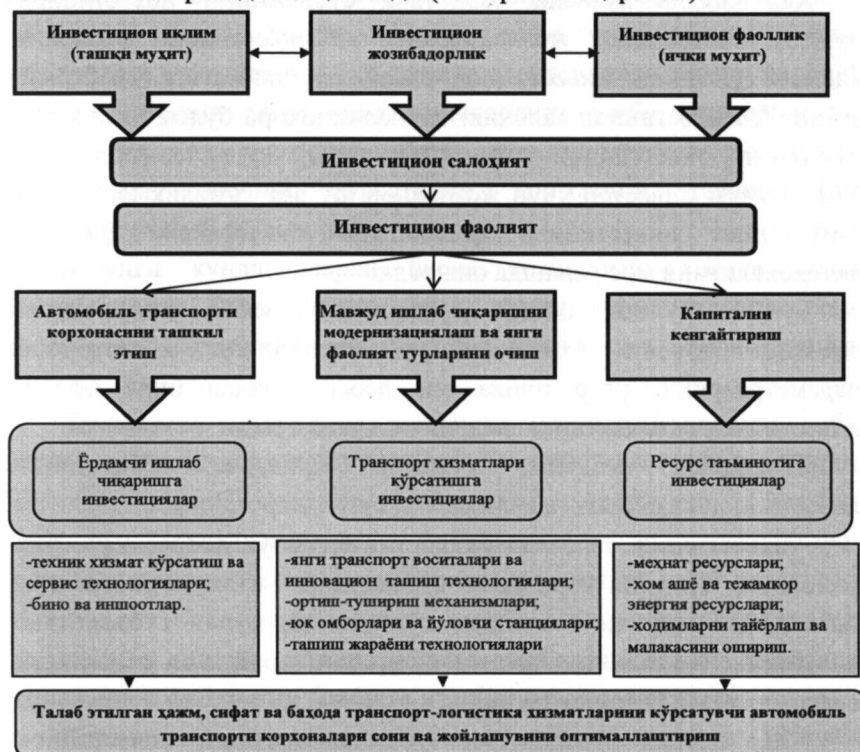 Инвестицион иқлим
(ташқи муҳит)
Инвестицион
жозибадорлик
Инвестицион фаоллик
(ички муҳит)
Инвестицион салоҳият
Инвестицион фаолият
Автомобиль транспорти
корхонасини ташкил
этиш
Мавжуд ишлаб чиқаришни
модернизациялаш ва янги
фаолият турларини очиш
Капитални
кенгайтириш
Ёрдамчи ишлаб
чиқаришга
инвестициялар
Транспорт хизматлари
кўрсатишга
инвестициялар
Ресурс таъминотига
инвестициялар
-техник хизмат кўрсатиш ва
сервис технологиялари;
-бино ва иншоотлар.
-янги транспорт воситалари ва
инновацион ташиш технологиялари;
-ортиш-тушириш механизмлари;
-юк омборлари ва йўловчи станциялари;
-ташиш жараёни технологиялари
-меҳнат ресурслари;
-хом ашё ва тежамкор
энергия ресурслари;
-ходимларни тайёрлаш ва
малакасини ошириш.
Талаб этилган ҳажм, сифат ва баҳода транспорт-логистика хизматларини кўрсатувчи автомобиль
транспорти корхоналари сони ва жойлашувини оптималлаштириш